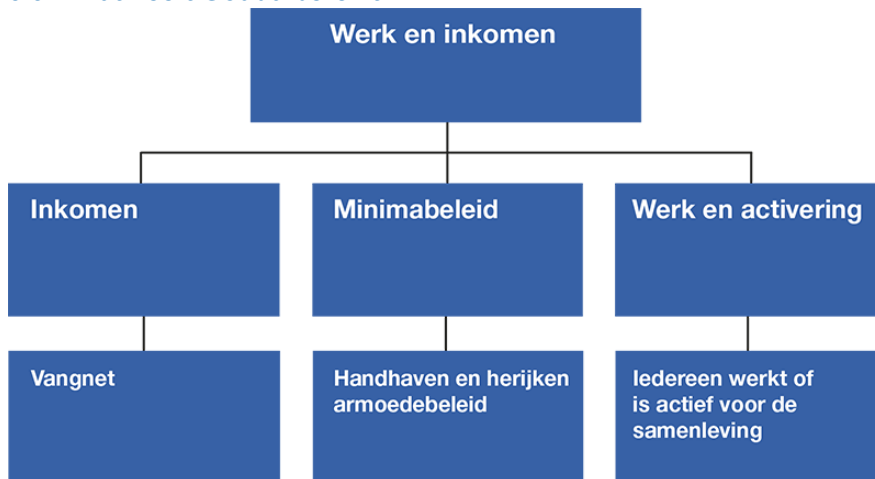 Werk en inkomen
Inkomen
Minimabeleid
Werk en activering
Vangnet
Handhaven en herijken
armoedebeleid
Iedereen werkt of
is actief voor de
samenleving